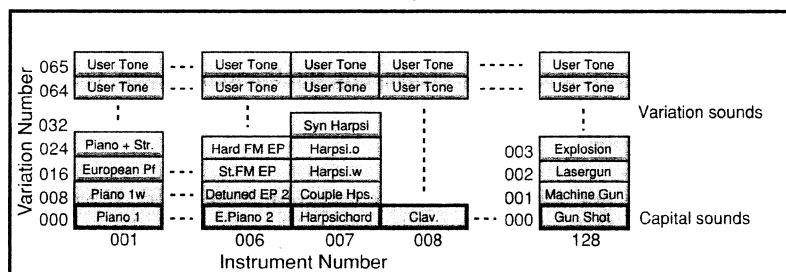 065 User Tone User Tone User Tone User Tone User Tone
064 User Tone User Tone User Tone User Tone User Tone
Variation sounds
032 Syn Harpsi
024 Piano + Str. Hard FM EP Harpsi.o 003 Explosion
016 European Pf St.FM EP Harpsi.w 002 Lasergun
008 Piano 1w Detuned EP 2 Couple Hps. 001 Machine Gun
000 Piano 1 E.Piano 2 Harpsichord Clav. 000 Gun Shot Capital sounds
001 006 007 008 128
Instrument Number
Variation Number